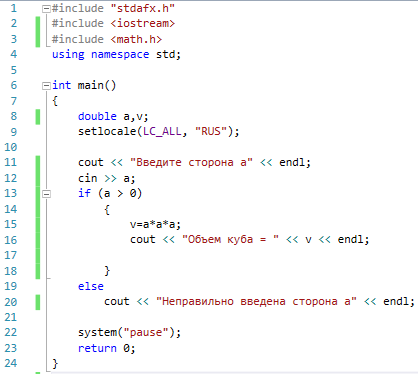 1 #include "stdafx.h"
2 #include <iostream>
3 #include <math.h>
4 using namespace std;
5
6 int main()
7 {
8 double a,v;
9 setlocale(LC_ALL, "RUS");
10
11 cout << "Введите сторона а" << endl;
12 cin >> a;
13 if (a > 0)
14 {
15 v=a*a*a;
16 cout << "Объем куба = " << v << endl;
17
18 }
19 else
20 cout << "Неправильно введена сторона а" << endl;
21
22 system("pause");
23 return 0;
24 }